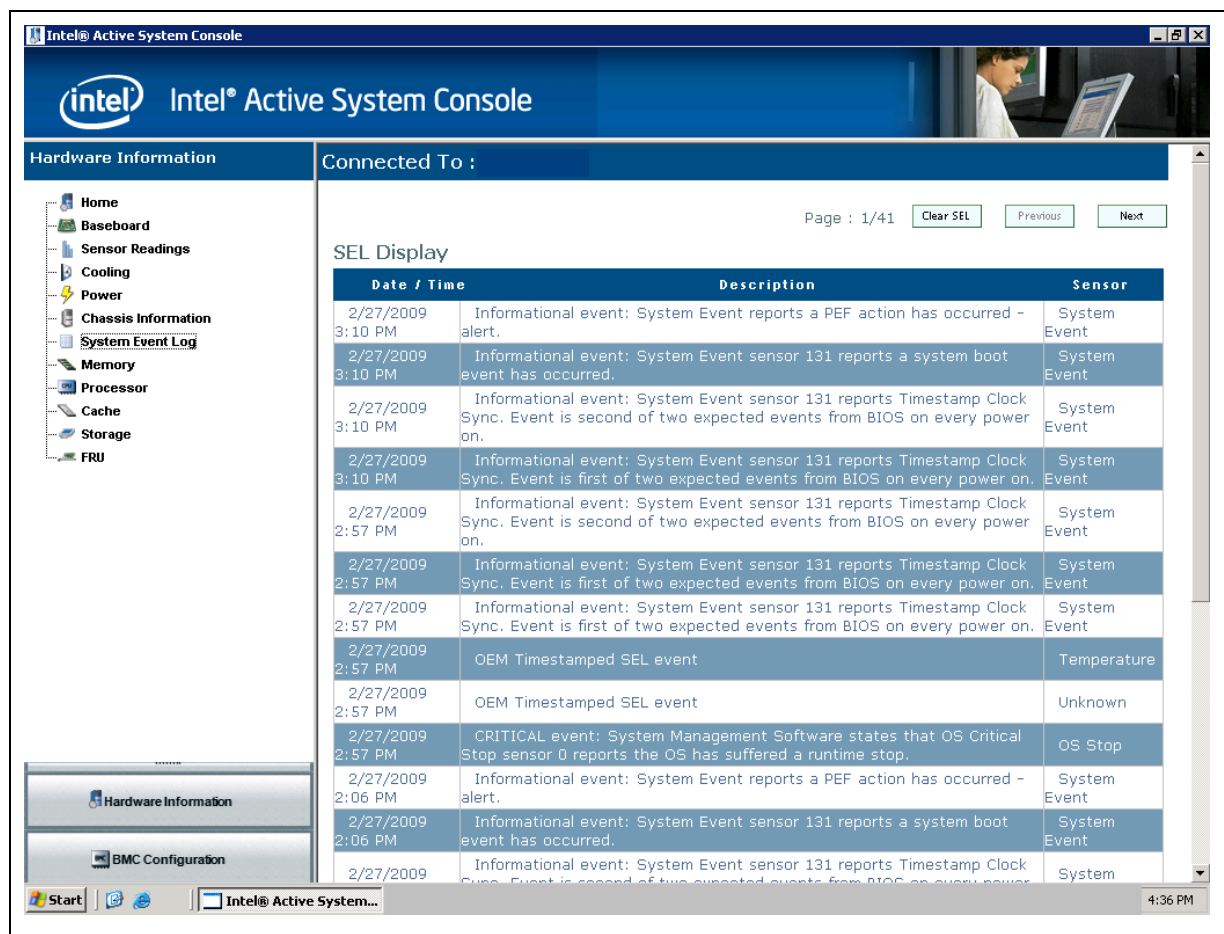 Intel® Active System Console
intel Intel® Active System Console
Hardware Information
Home
Baseboard
Sensor Readings
Cooling
Power
Chassis Information
System Event Log
Memory
Processor
Cache
Storage
FRU
Hardware Information
BMC Configuration
Connected To :
Page : 1/41 Clear SEL Previous Next
SEL Display
Date / Time Description Sensor
2/27/2009 Informational event: System Event reports a PEF action has occurred – System
3:10 PM alert. Event
2/27/2009 Informational event: System Event sensor 131 reports a system boot System
3:10 PM event has occurred. Event
2/27/2009 Informational event: System Event sensor 131 reports Timestamp Clock System
3:10 PM Sync. Event is second of two expected events from BIOS on every power Event
on.
2/27/2009 Informational event: System Event sensor 131 reports Timestamp Clock System
3:10 PM Sync. Event is first of two expected events from BIOS on every power on. Event
2/27/2009 Informational event: System Event sensor 131 reports Timestamp Clock System
2:57 PM Sync. Event is second of two expected events from BIOS on every power Event
on.
2/27/2009 Informational event: System Event sensor 131 reports Timestamp Clock System
2:57 PM Sync. Event is first of two expected events from BIOS on every power on. Event
2/27/2009 Informational event: System Event sensor 131 reports Timestamp Clock System
2:57 PM Sync. Event is first of two expected events from BIOS on every power on. Event
2/27/2009 OEM Timestamped SEL event Temperature
2:57 PM
2/27/2009 OEM Timestamped SEL event Unknown
2:57 PM
2/27/2009 CRITICAL event: System Management Software states that OS Critical OS Stop
2:57 PM Stop sensor 0 reports the OS has suffered a runtime stop.
2/27/2009 Informational event: System Event reports a PEF action has occurred – System
2:06 PM alert. Event
2/27/2009 Informational event: System Event sensor 131 reports a system boot System
2:06 PM event has occurred. Event
2/27/2009 Informational event: System Event sensor 131 reports Timestamp Clock System
Sync. Event is second of two expected events from BIOS on every power
Start Intel® Active System... 4:36 PM